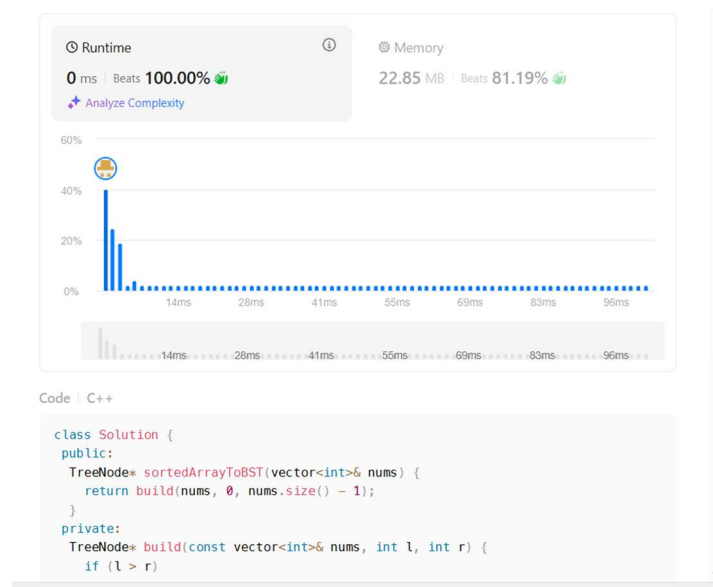 Runtime
0 ms Beats 100.00%
Analyze Complexity
Memory
22.85 MB Beats 81.19%
60%
40%
20%
0%
14ms 28ms 41ms 55ms 69ms 83ms 96ms
14ms 28ms 41ms 55ms 69ms 83ms 96ms
Code C++
class Solution {
public:
TreeNode* sortedArrayToBST(vector<int>& nums) {
return build(nums, 0, nums.size() - 1);
}
private:
TreeNode* build(const vector<int>& nums, int l, int r) {
if (l > r)